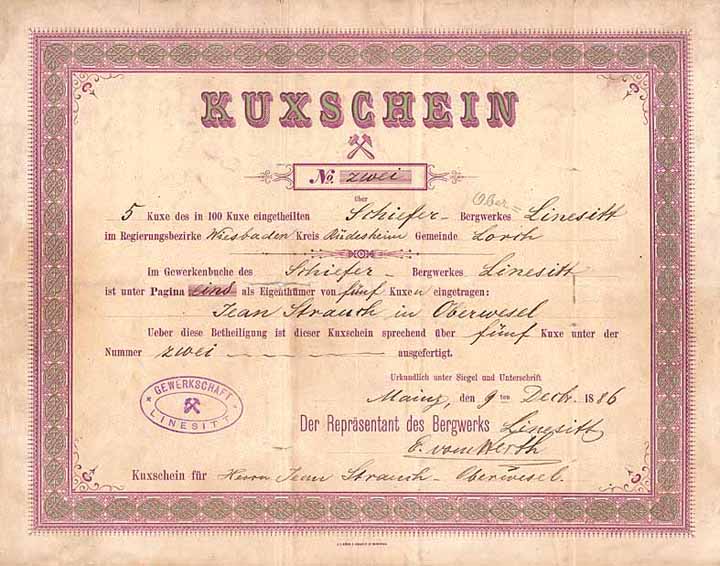 KUXSCHEIN
No. zwei
über
Ober-
5 Kuxe des in 100 Kuxe eingetheilten Schiefer- Bergwerkes Linesitt
im Regierungsbezirke Wiesbaden Kreis Rüdesheim Gemeinde Lorch
Im Gewerkenbuche des Schiefer- Bergwerkes Linesitt
ist unter Pagina eins als Eigenthümer von fünf Kuxen eingetragen:
Jean Strauch in Oberwesel
Ueber diese Betheiligung ist dieser Kuxschein sprechend über fünf Kuxe unter der
Nummer zwei ausgefertigt.
Urkundlich unter Siegel und Unterschrift
Mainz, den 9ten Decbr. 1886
GEWERKSCHAFT
LINESITT
Der Repräsentant des Bergwerks Linesitt
E. vom Werth
Kuxschein für Herrn Jean Strauch - Oberwesel.